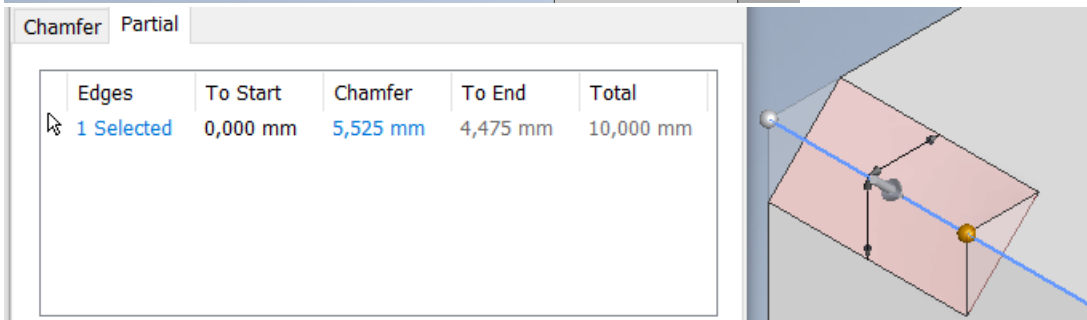 Chamfer Partial
Edges To Start Chamfer To End Total
1 Selected 0,000 mm 5,525 mm 4,475 mm 10,000 mm